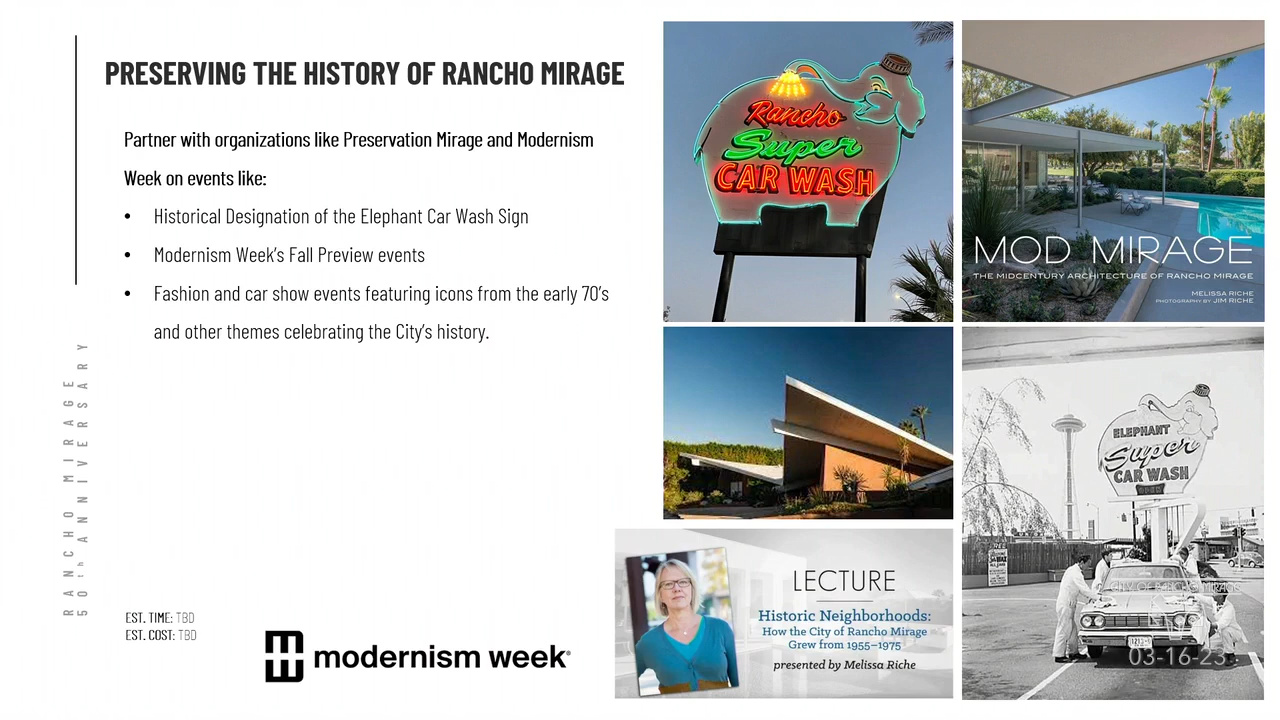 PRESERVING THE HISTORY OF RANCHO MIRAGE
Partner with organizations like Preservation Mirage and Modernism
Week on events like:
• Historical Designation of the Elephant Car Wash Sign
• Modernism Week's Fall Preview events
• Fashion and car show events featuring icons from the early 70's
and other themes celebrating the City's history.
RANCHO MIRAGE
50th ANNIVERSARY
EST. TIME: TBD
EST. COST: TBD
modernism week®
Rancho
Super
CAR WASH
MOD MIRAGE
THE MIDCENTURY ARCHITECTURE OF RANCHO MIRAGE
MELISSA RICHE
PHOTOGRAPHY BY JIM RICHE
LECTURE
Historic Neighborhoods:
How the City of Rancho Mirage
Grew from 1955–1975
presented by Melissa Riche
ELEPHANT
Super
CAR WASH
CITY OF RANCHO MIRAGE
03-16-23